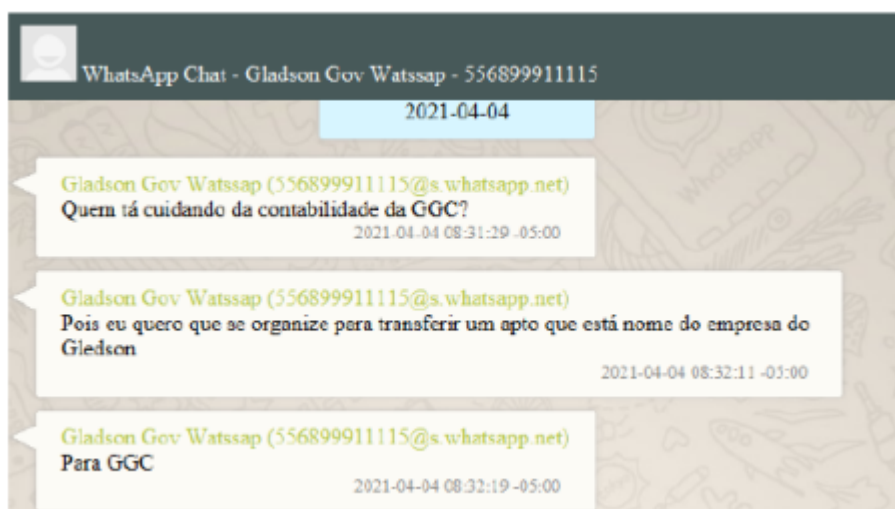 WhatsApp Chat - Gladson Gov Watssap - 556899911115
2021-04-04
Gladson Gov Watssap (556899911115@s.whatsapp.net)
Quem tá cuidando da contabilidade da GGC?
2021-04-04 08:31:29 -05:00
Gladson Gov Watssap (556899911115@s.whatsapp.net)
Pois eu quero que se organize para transferir um apto que está nome do empresa do
Gledson
2021-04-04 08:32:11 -05:00
Gladson Gov Watssap (556899911115@s.whatsapp.net)
Para GGC
2021-04-04 08:32:19 -05:00